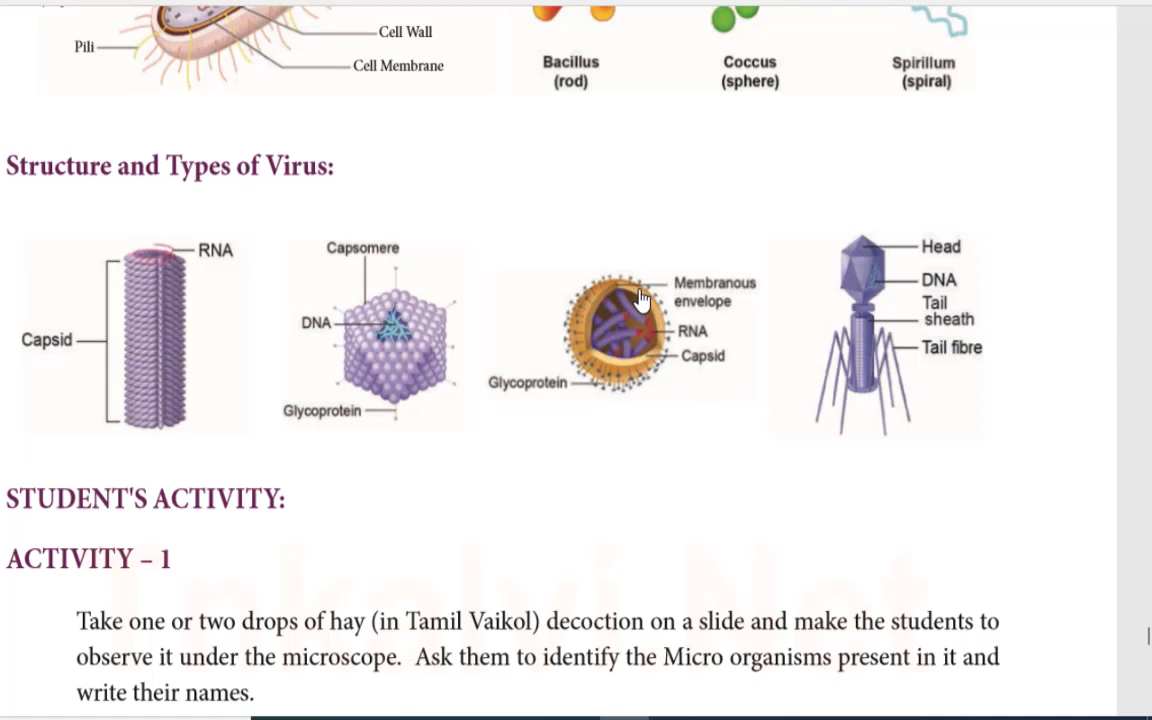 Pili
Cell Wall
Cell Membrane
Bacillus
(rod)
Coccus
(sphere)
Spirillum
(spiral)
Structure and Types of Virus:
RNA
Capsid
Capsomere
DNA
Glycoprotein
Membranous
envelope
RNA
Capsid
Glycoprotein
Head
DNA
Tail
sheath
Tail fibre
STUDENT'S ACTIVITY:
ACTIVITY – 1
Take one or two drops of hay (in Tamil Vaikol) decoction on a slide and make the students to
observe it under the microscope. Ask them to identify the Micro organisms present in it and
write their names.